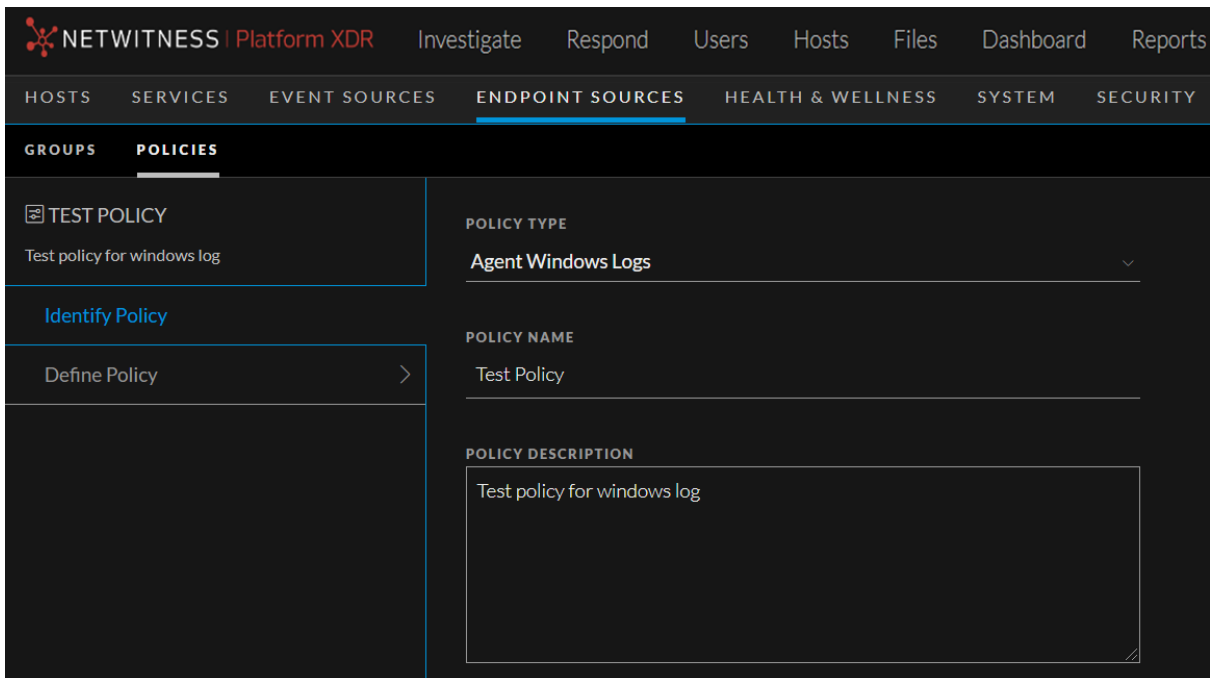 NETWITNESS | Platform XDR Investigate Respond Users Hosts Files Dashboard Reports
HOSTS SERVICES EVENT SOURCES ENDPOINT SOURCES HEALTH & WELLNESS SYSTEM SECURITY
GROUPS POLICIES
TEST POLICY
Test policy for windows log
Identify Policy
Define Policy
POLICY TYPE
Agent Windows Logs
POLICY NAME
Test Policy
POLICY DESCRIPTION
Test policy for windows log